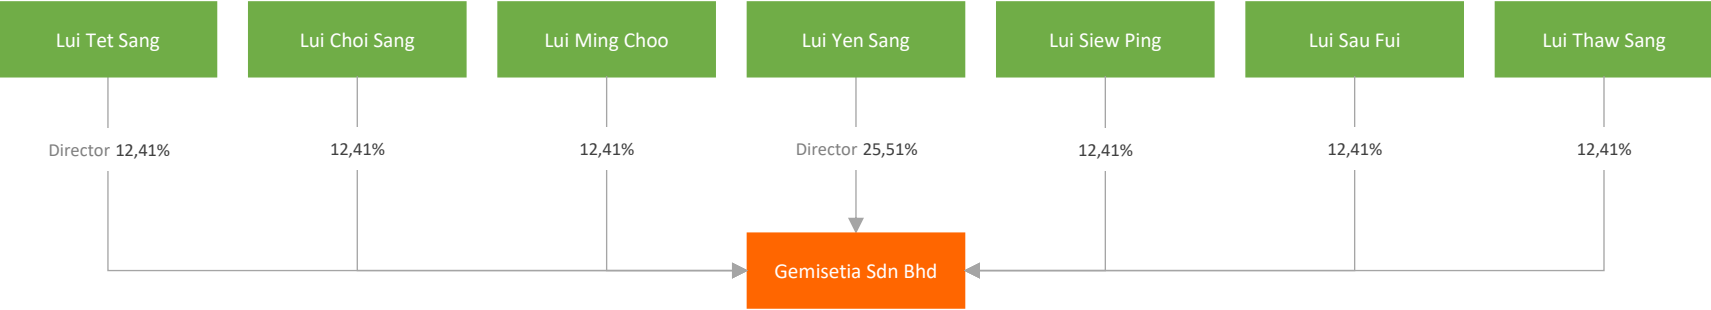 Lui Tet Sang
Lui Choi Sang
Lui Ming Choo
Lui Yen Sang
Lui Siew Ping
Lui Sau Fui
Lui Thaw Sang
Director 12,41%
12,41%
12,41%
Director 25,51%
12,41%
12,41%
12,41%
Gemisetia Sdn Bhd